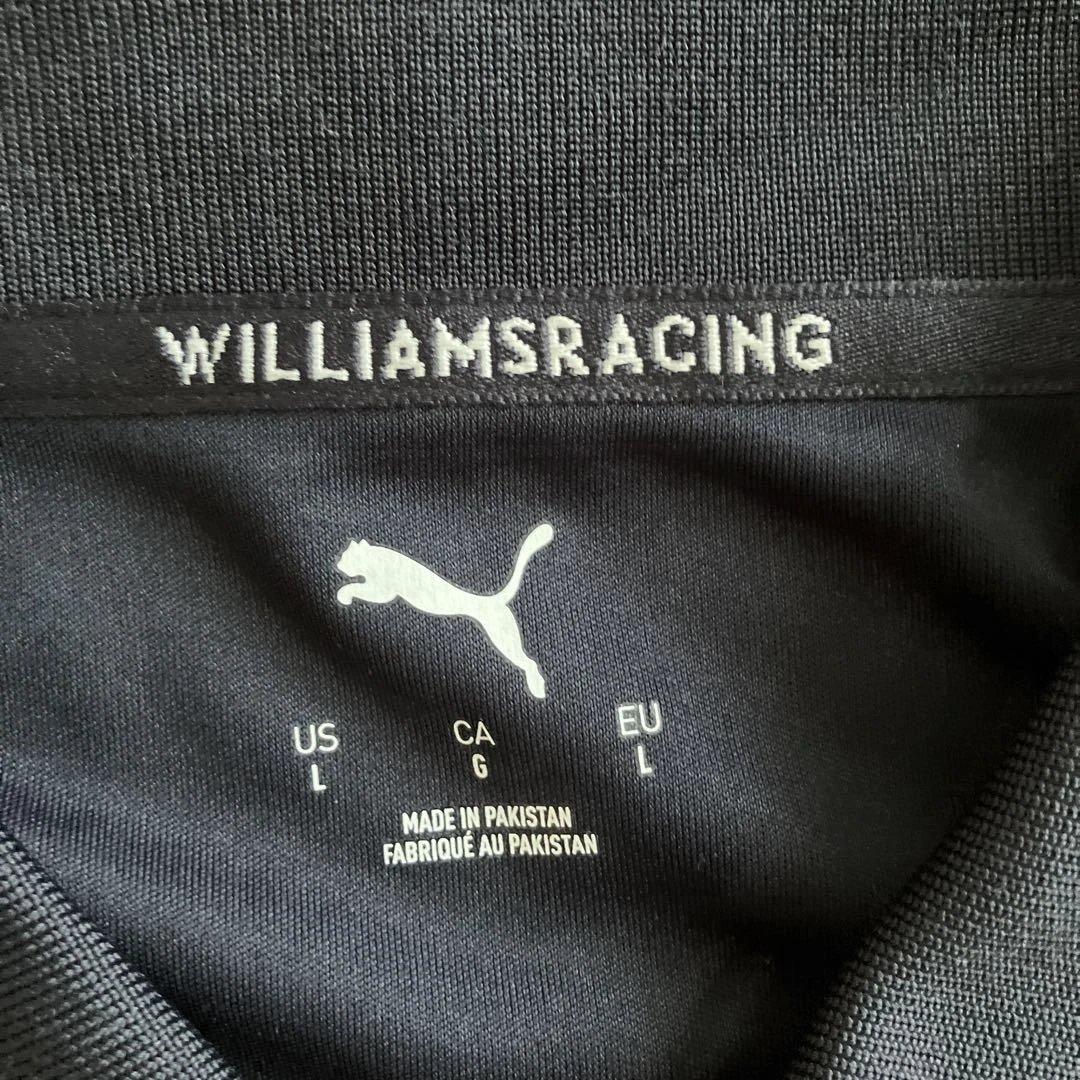 WILLIAMSRACING
US CA EU
L G L
MADE IN PAKISTAN
FABRIQUÉ AU PAKISTAN